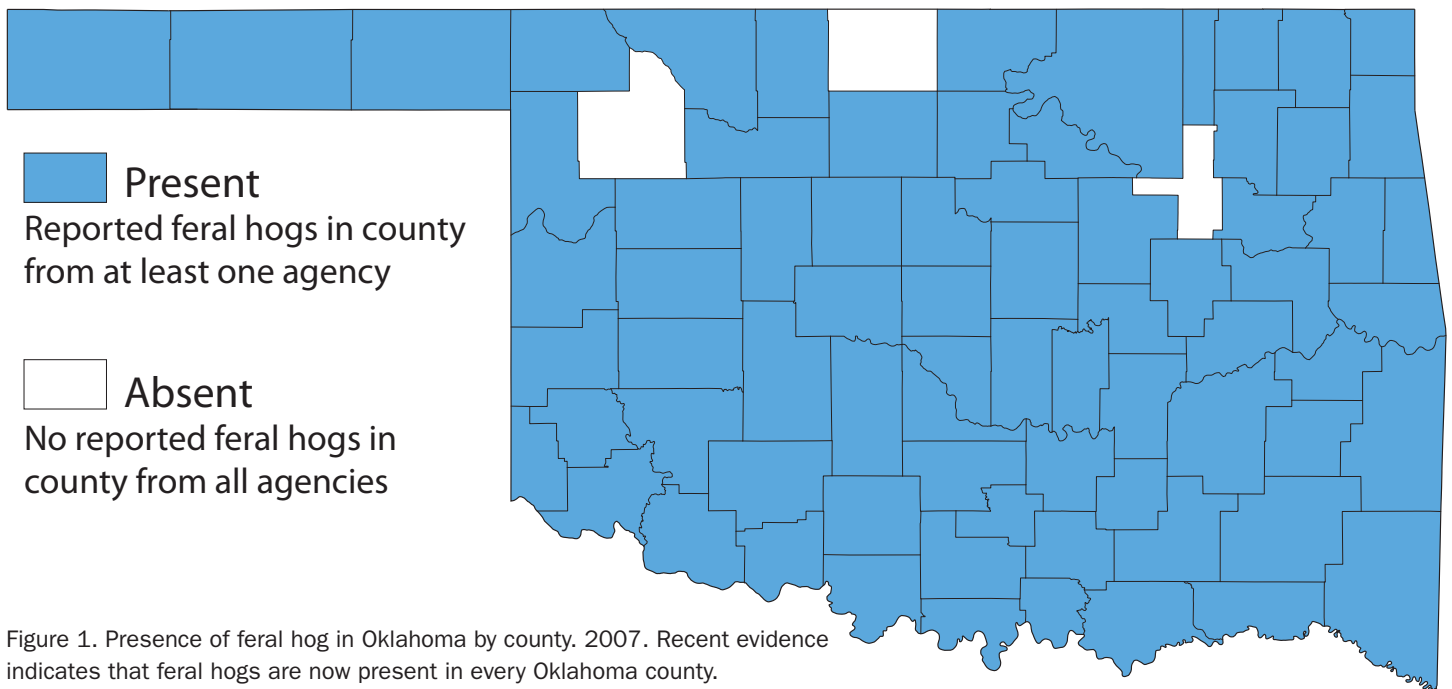 Present
Reported feral hogs in county
from at least one agency
Absent
No reported feral hogs in
county from all agencies
Figure 1. Presence of feral hog in Oklahoma by county. 2007. Recent evidence
indicates that feral hogs are now present in every Oklahoma county.